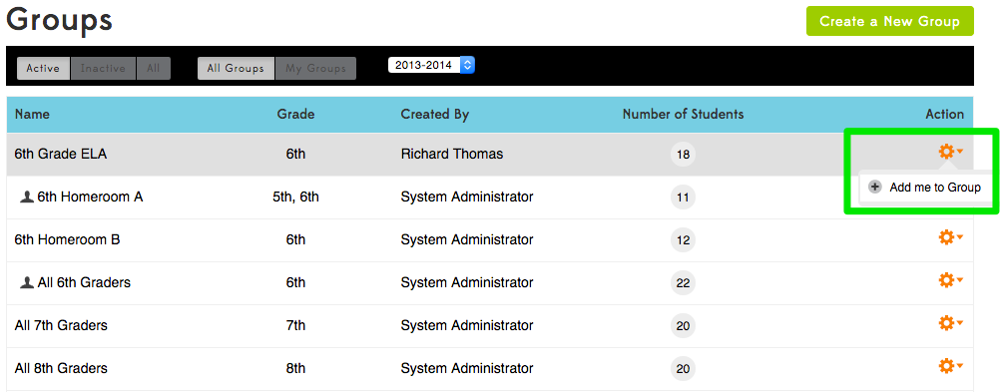 Groups
Create a New Group
Active Inactive All All Groups My Groups 2013-2014
Name Grade Created By Number of Students Action
6th Grade ELA 6th Richard Thomas 18
Add me to Group
6th Homeroom A 5th, 6th System Administrator 11
6th Homeroom B 6th System Administrator 12
All 6th Graders 6th System Administrator 22
All 7th Graders 7th System Administrator 20
All 8th Graders 8th System Administrator 20